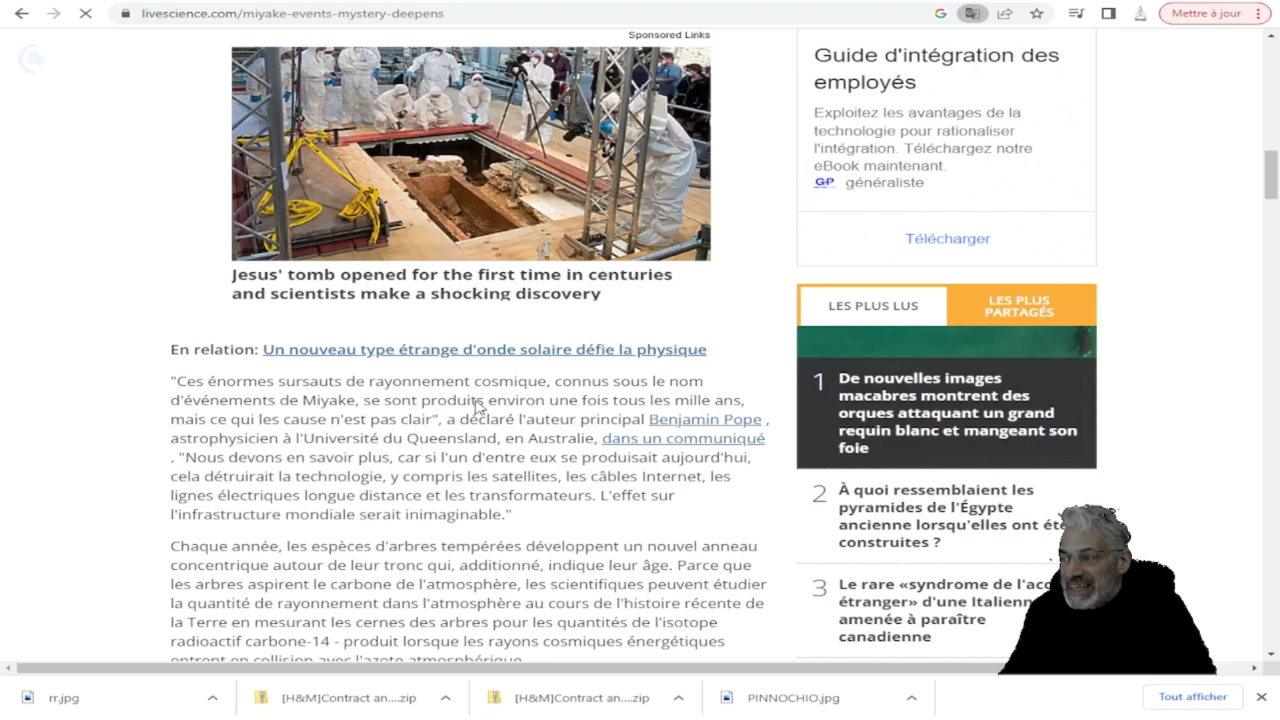 livescience.com/miyake-events-mystery-deepens
Mettre à jour
Sponsored Links
Jesus' tomb opened for the first time in centuries
and scientists make a shocking discovery
En relation: Un nouveau type étrange d'onde solaire défie la physique
"Ces énormes sursauts de rayonnement cosmique, connus sous le nom
d'événements de Miyake, se sont produits environ une fois tous les mille ans,
mais ce qui les cause n'est pas clair", a déclaré l'auteur principal Benjamin Pope ,
astrophysicien à l'Université du Queensland, en Australie, dans un communiqué
. "Nous devons en savoir plus, car si l'un d'entre eux se produisait aujourd'hui,
cela détruirait la technologie, y compris les satellites, les câbles Internet, les
lignes électriques longue distance et les transformateurs. L'effet sur
l'infrastructure mondiale serait inimaginable."
Chaque année, les espèces d'arbres tempérées développent un nouvel anneau
concentrique autour de leur tronc qui, additionné, indique leur âge. Parce que
les arbres aspirent le carbone de l'atmosphère, les scientifiques peuvent étudier
la quantité de rayonnement dans l'atmosphère au cours de l'histoire récente de
la Terre en mesurant les cernes des arbres pour les quantités de l'isotope
radioactif carbone-14 - produit lorsque les rayons cosmiques énergétiques
entrent en collision avec l'azote atmosphérique.
Guide d'intégration des
employés
Exploitez les avantages de la
technologie pour rationaliser
l'intégration. Téléchargez notre
eBook maintenant.
GP généraliste
Télécharger
LES PLUS LUS
LES PLUS
PARTAGÉS
1 De nouvelles images
macabres montrent des
orques attaquant un grand
requin blanc et mangeant son
foie
2 À quoi ressemblaient les
pyramides de l'Égypte
ancienne lorsqu'elles ont été
construites ?
3 Le rare «syndrome de l'acc
étranger» d'une Italienn
amenée à paraître
canadienne
rr.jpg
[H&M]Contract an....zip
[H&M]Contract an....zip
PINNOCHIO.jpg
Tout afficher